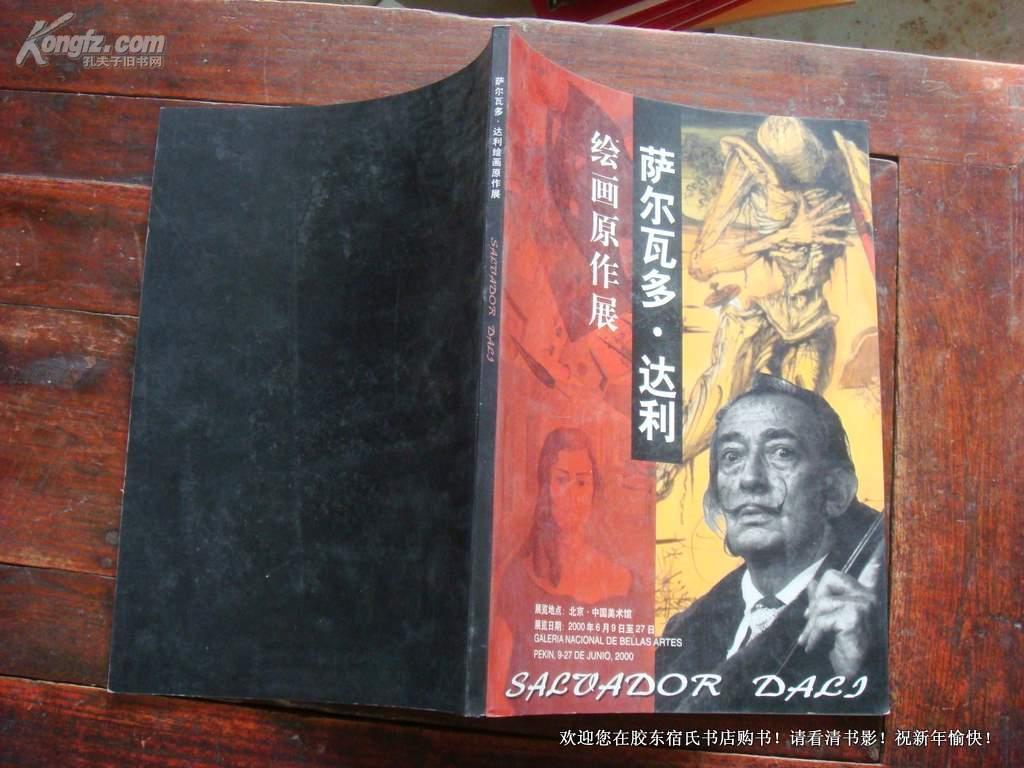 Kongfz.com
孔夫子旧书网
萨尔瓦多·达利绘画原作展
SALVADOR DALI
绘画原作展
萨尔瓦多·达利
展览地点：北京·中国美术馆
展览日期：2000年6月9日至27日
GALERIA NACIONAL DE BELLAS ARTES
PEKIN, 9-27 DE JUNIO, 2000
SALVADOR DALI
欢迎您在胶东宿氏书店购书！请看清书影！祝新年愉快！